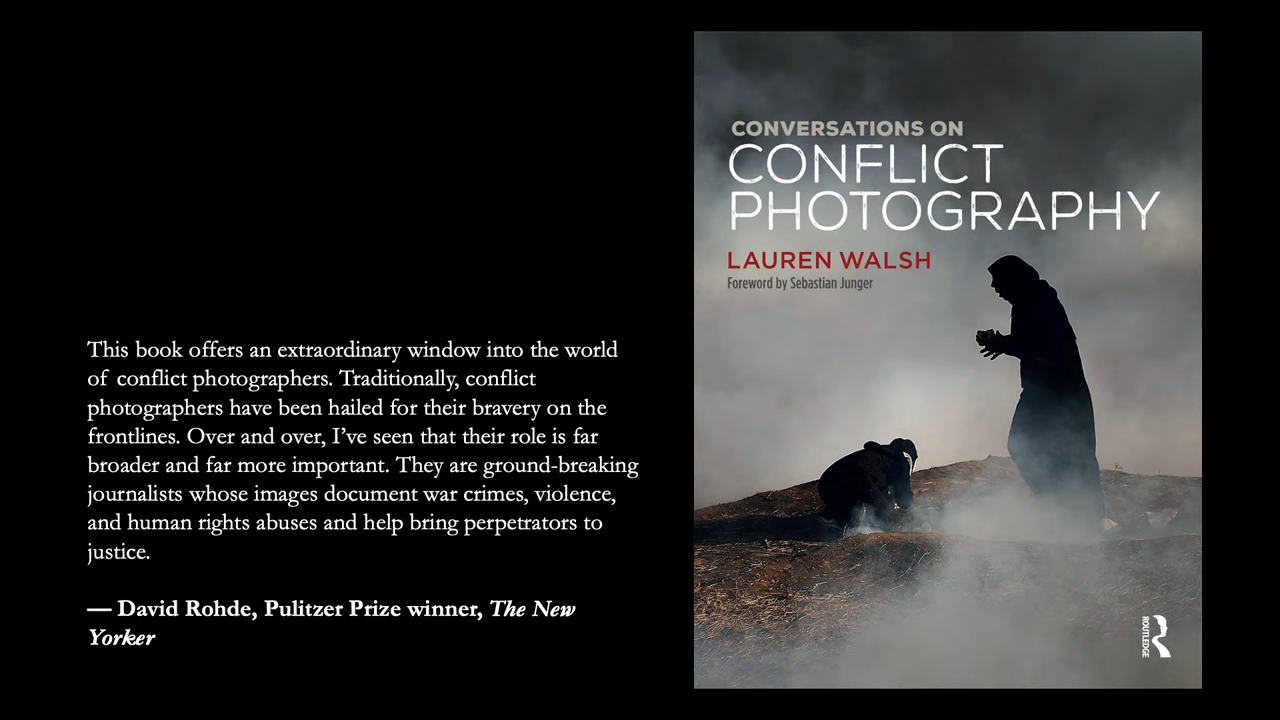 This book offers an extraordinary window into the world
of conflict photographers. Traditionally, conflict
photographers have been hailed for their bravery on the
frontlines. Over and over, I’ve seen that their role is far
broader and far more important. They are ground-breaking
journalists whose images document war crimes, violence,
and human rights abuses and help bring perpetrators to
justice.
— David Rohde, Pulitzer Prize winner, The New
Yorker
CONVERSATIONS ON
CONFLICT
PHOTOGRAPHY
LAUREN WALSH
Foreword by Sebastian Junger
ROUTLEDGE